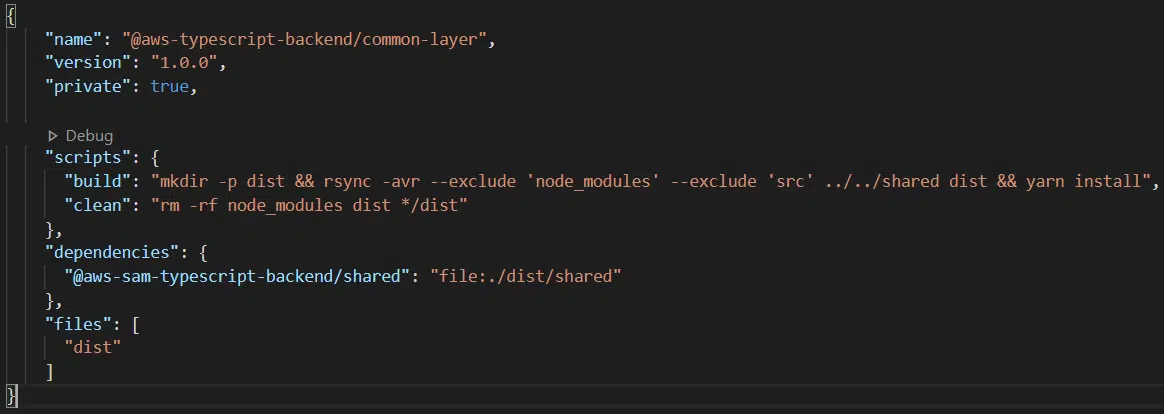 {
"name": "@aws-typescript-backend/common-layer",
"version": "1.0.0",
"private": true,
Debug
"scripts": {
"build": "mkdir -p dist && rsync -avr --exclude 'node_modules' --exclude 'src' ../../shared dist && yarn install",
"clean": "rm -rf node_modules dist */dist"
},
"dependencies": {
"@aws-sam-typescript-backend/shared": "file:./dist/shared"
},
"files": [
"dist"
]
}